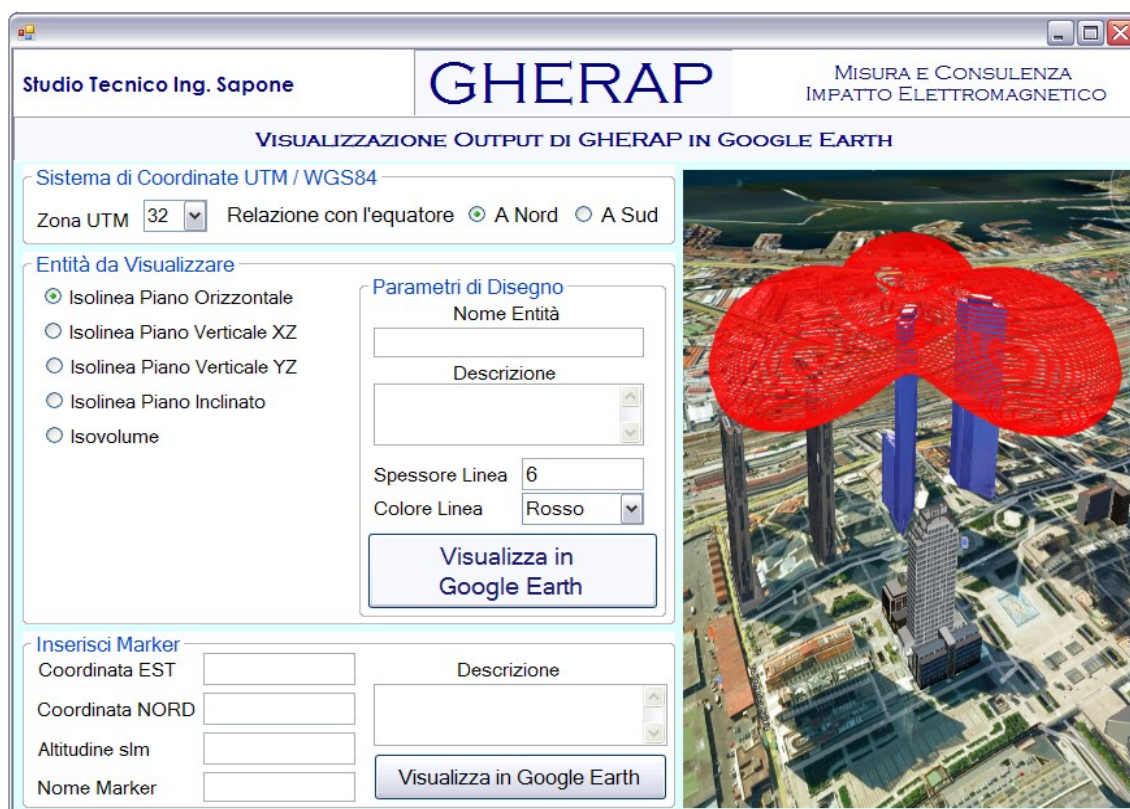 Studio Tecnico Ing. Sapone
GHERAP
MISURA E CONSULENZA
IMPATTO ELETTROMAGNETICO
VISUALIZZAZIONE OUTPUT DI GHERAP IN GOOGLE EARTH
Sistema di Coordinate UTM / WGS84
Zona UTM 32 Relazione con l'equatore A Nord A Sud
Entità da Visualizzare
Isolinea Piano Orizzontale
Isolinea Piano Verticale XZ
Isolinea Piano Verticale YZ
Isolinea Piano Inclinato
Isovolume
Parametri di Disegno
Nome Entità
Descrizione
Spessore Linea 6
Colore Linea Rosso
Visualizza in
Google Earth
Inserisci Marker
Coordinata EST
Coordinata NORD
Altitudine slm
Nome Marker
Descrizione
Visualizza in Google Earth